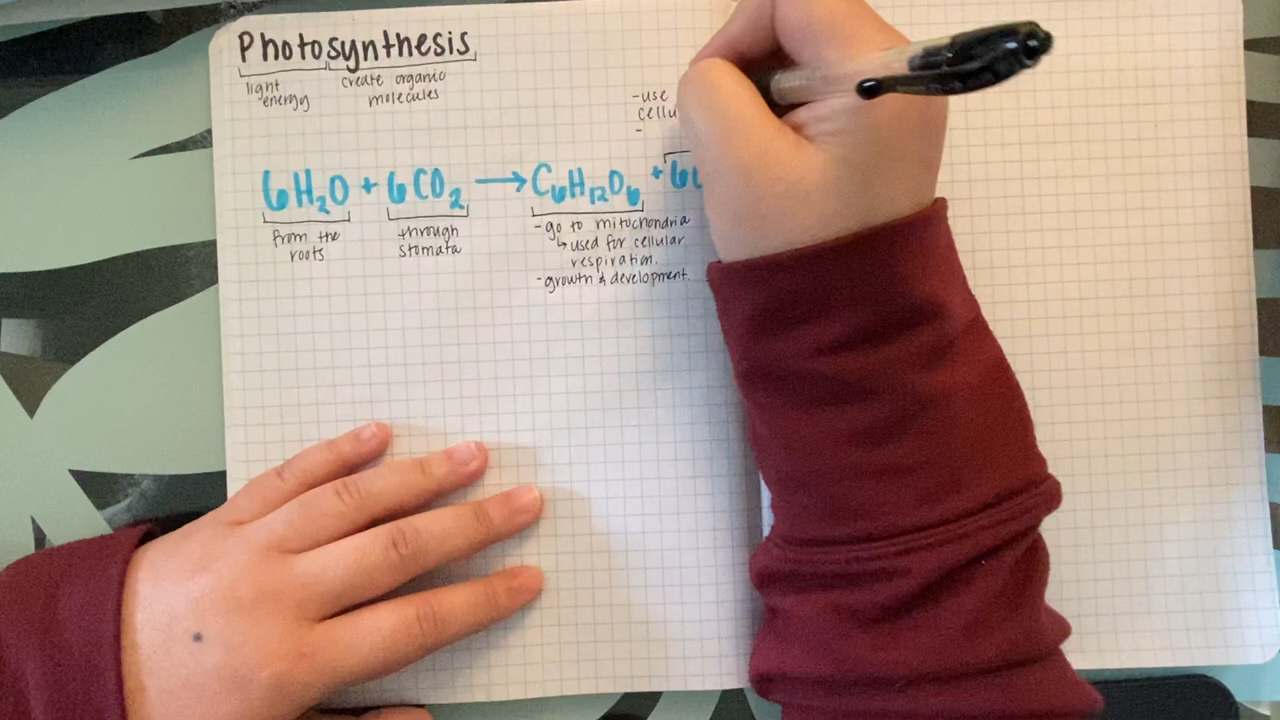 Photosynthesis
light
energy
create organic
molecules
-use
cellu
-
6H₂O + 6CO₂ → C₆H₁₂O₆ + 6
from the
roots
through
stomata
- go to mitochondria
↳ used for cellular
respiration.
- growth & development.